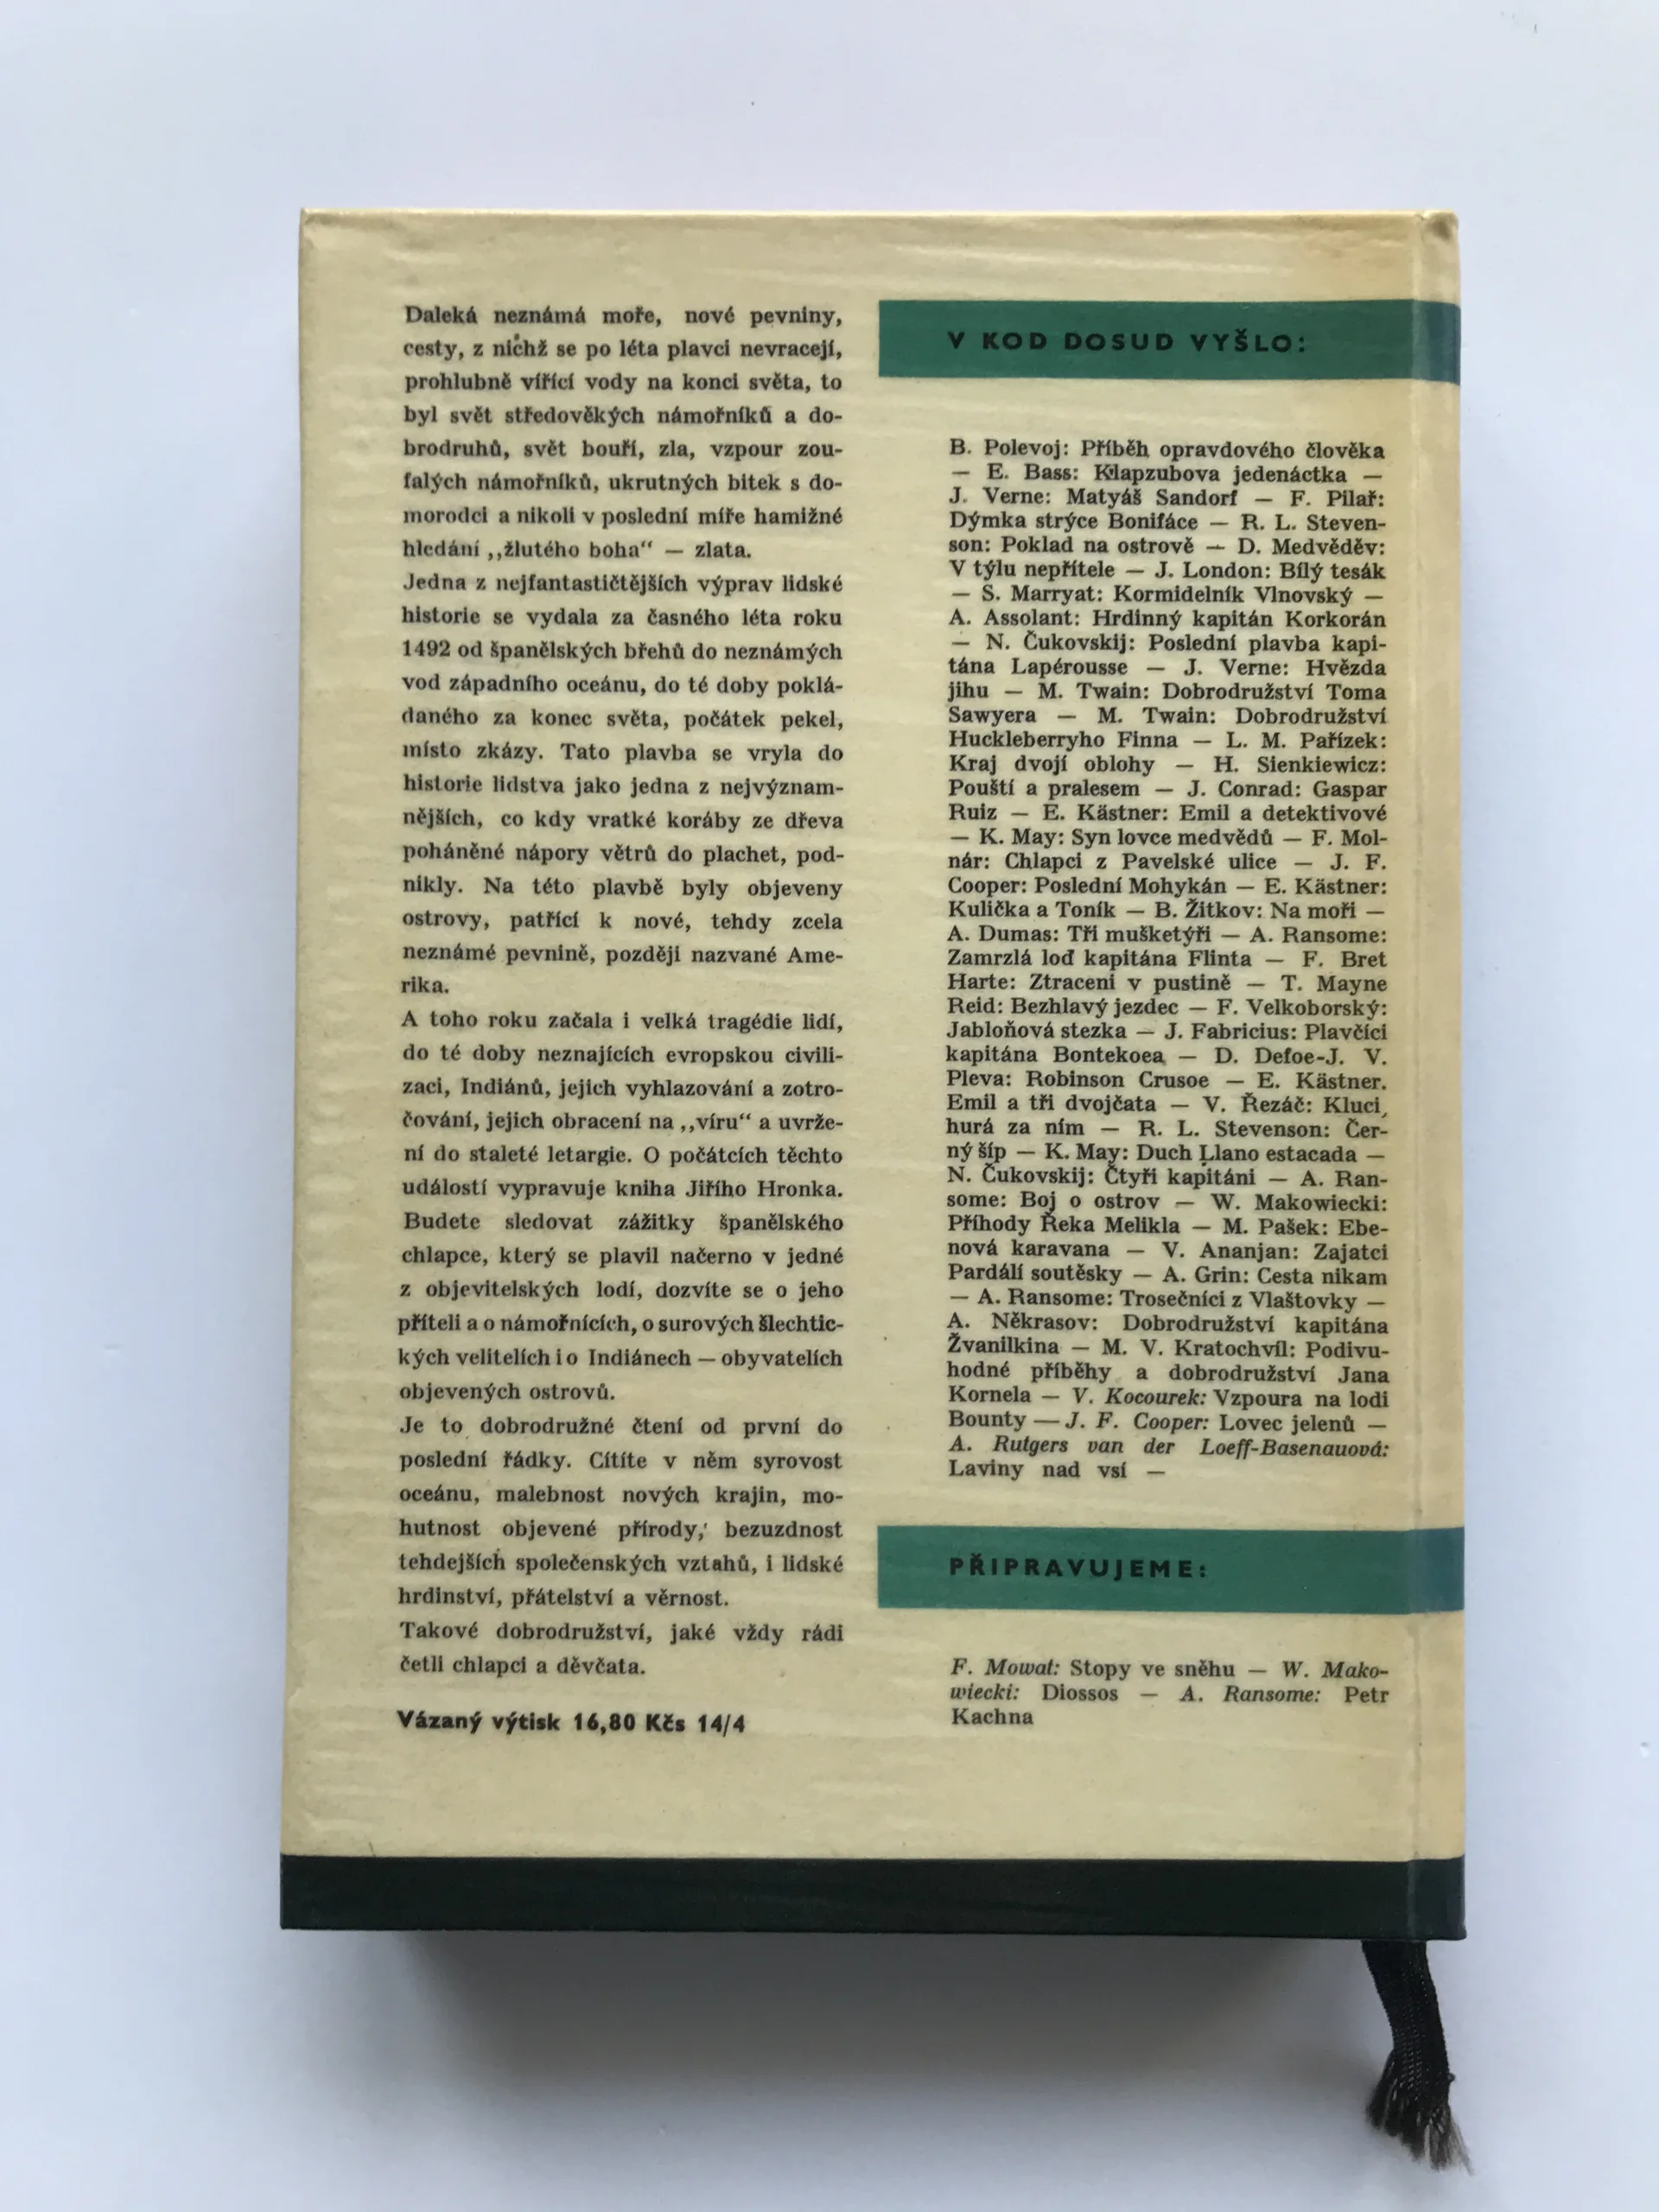 Daleká neznámá moře, nové pevniny,
cesty, z nichž se po léta plavci nevracejí,
prohlubně vířící vody na konci světa, to
byl svět středověkých námořníků a do-
brodruhů, svět bouří, zla, vzpour zou-
falých námořníků, ukrutných bitek s do-
morodci a nikoli v poslední míře hamižné
hledání ,,žlutého boha“ — zlata.
Jedna z nejfantastičtějších výprav lidské
historie se vydala za časného léta roku
1492 od španělských břehů do neznámých
vod západního oceánu, do té doby poklá-
daného za konec světa, počátek pekel,
místo zkázy. Tato plavba se vryla do
historie lidstva jako jedna z nejvýznam-
nějších, co kdy vratké koráby ze dřeva
poháněné nápory větrů do plachet, pod-
nikly. Na této plavbě byly objeveny
ostrovy, patřící k nové, tehdy zcela
neznámé pevnině, později nazvané Ame-
rika.
A toho roku začala i velká tragédie lidí,
do té doby neznajících evropskou civili-
zaci, Indiánů, jejich vyhlazování a zotro-
čování, jejich obracení na ,,víru“ a uvrže-
ní do staleté letargie. O počátcích těchto
událostí vypravuje kniha Jiřího Hronka.
Budete sledovat zážitky španělského
chlapce, který se plavil načerno v jedné
z objevitelských lodí, dozvíte se o jeho
příteli a o námořnících, o surových šlechtic-
kých velitelích i o Indiánech — obyvatelích
objevených ostrovů.
Je to dobrodružné čtení od první do
poslední řádky. Cítíte v něm syrovost
oceánu, malebnost nových krajin, mo-
hutnost objevené přírody, bezuzdnost
tehdejších společenských vztahů, i lidské
hrdinství, přátelství a věrnost.
Takové dobrodružství, jaké vždy rádi
četli chlapci a děvčata.
Vázaný výtisk 16,80 Kčs 14/4
V KOD DOSUD VYŠLO:
B. Polevoj: Příběh opravdového člověka
— E. Bass: Klapzubova jedenáctka —
J. Verne: Matyáš Sandorf — F. Pilař:
Dýmka strýce Bonifáce — R. L. Steven-
son: Poklad na ostrově — D. Medvěděv:
V týlu nepřítele — J. London: Bílý tesák
— S. Marryat: Kormidelník Vlnovský —
A. Assolant: Hrdinný kapitán Korkorán
— N. Čukovskij: Poslední plavba kapi-
tána Lapérousse — J. Verne: Hvězda
jihu — M. Twain: Dobrodružství Toma
Sawyera — M. Twain: Dobrodružství
Huckleberryho Finna — L. M. Pařízek:
Kraj dvojí oblohy — H. Sienkiewicz:
Pouští a pralesem — J. Conrad: Gaspar
Ruiz — E. Kästner: Emil a detektivové
— K. May: Syn lovce medvědů — F. Mol-
nár: Chlapci z Pavelské ulice — J. F.
Cooper: Poslední Mohykán — E. Kästner:
Kulička a Toník — B. Žitkov: Na moři —
A. Dumas: Tři mušketýři — A. Ransome:
Zamrzlá loď kapitána Flinta — F. Bret
Harte: Ztraceni v pustině — T. Mayne
Reid: Bezhlavý jezdec — F. Velkoborský:
Jabloňová stezka — J. Fabricius: Plavčíci
kapitána Bontekoea — D. Defoe-J. V.
Pleva: Robinson Crusoe — E. Kästner.
Emil a tři dvojčata — V. Řezáč: Kluci,
hurá za ním — R. L. Stevenson: Čer-
ný šíp — K. May: Duch Llano estacada —
N. Čukovskij: Čtyři kapitáni — A. Ran-
some: Boj o ostrov — W. Makowiecki:
Příhody Řeka Melikla — M. Pašek: Ebe-
nová karavana — V. Ananjan: Zajatci
Pardálí soutěsky — A. Grin: Cesta nikam
— A. Ransome: Trosečníci z Vlaštovky —
A. Někrasov: Dobrodružství kapitána
Žvanilkina — M. V. Kratochvíl: Podivu-
hodné příběhy a dobrodružství Jana
Kornela — V. Kocourek: Vzpoura na lodi
Bounty — J. F. Cooper: Lovec jelenů —
A. Rutgers van der Loeff-Basenauová:
Laviny nad vsí —
PŘIPRAVUJEME:
F. Mowat: Stopy ve sněhu — W. Mako-
wiecki: Diossos — A. Ransome: Petr
Kachna